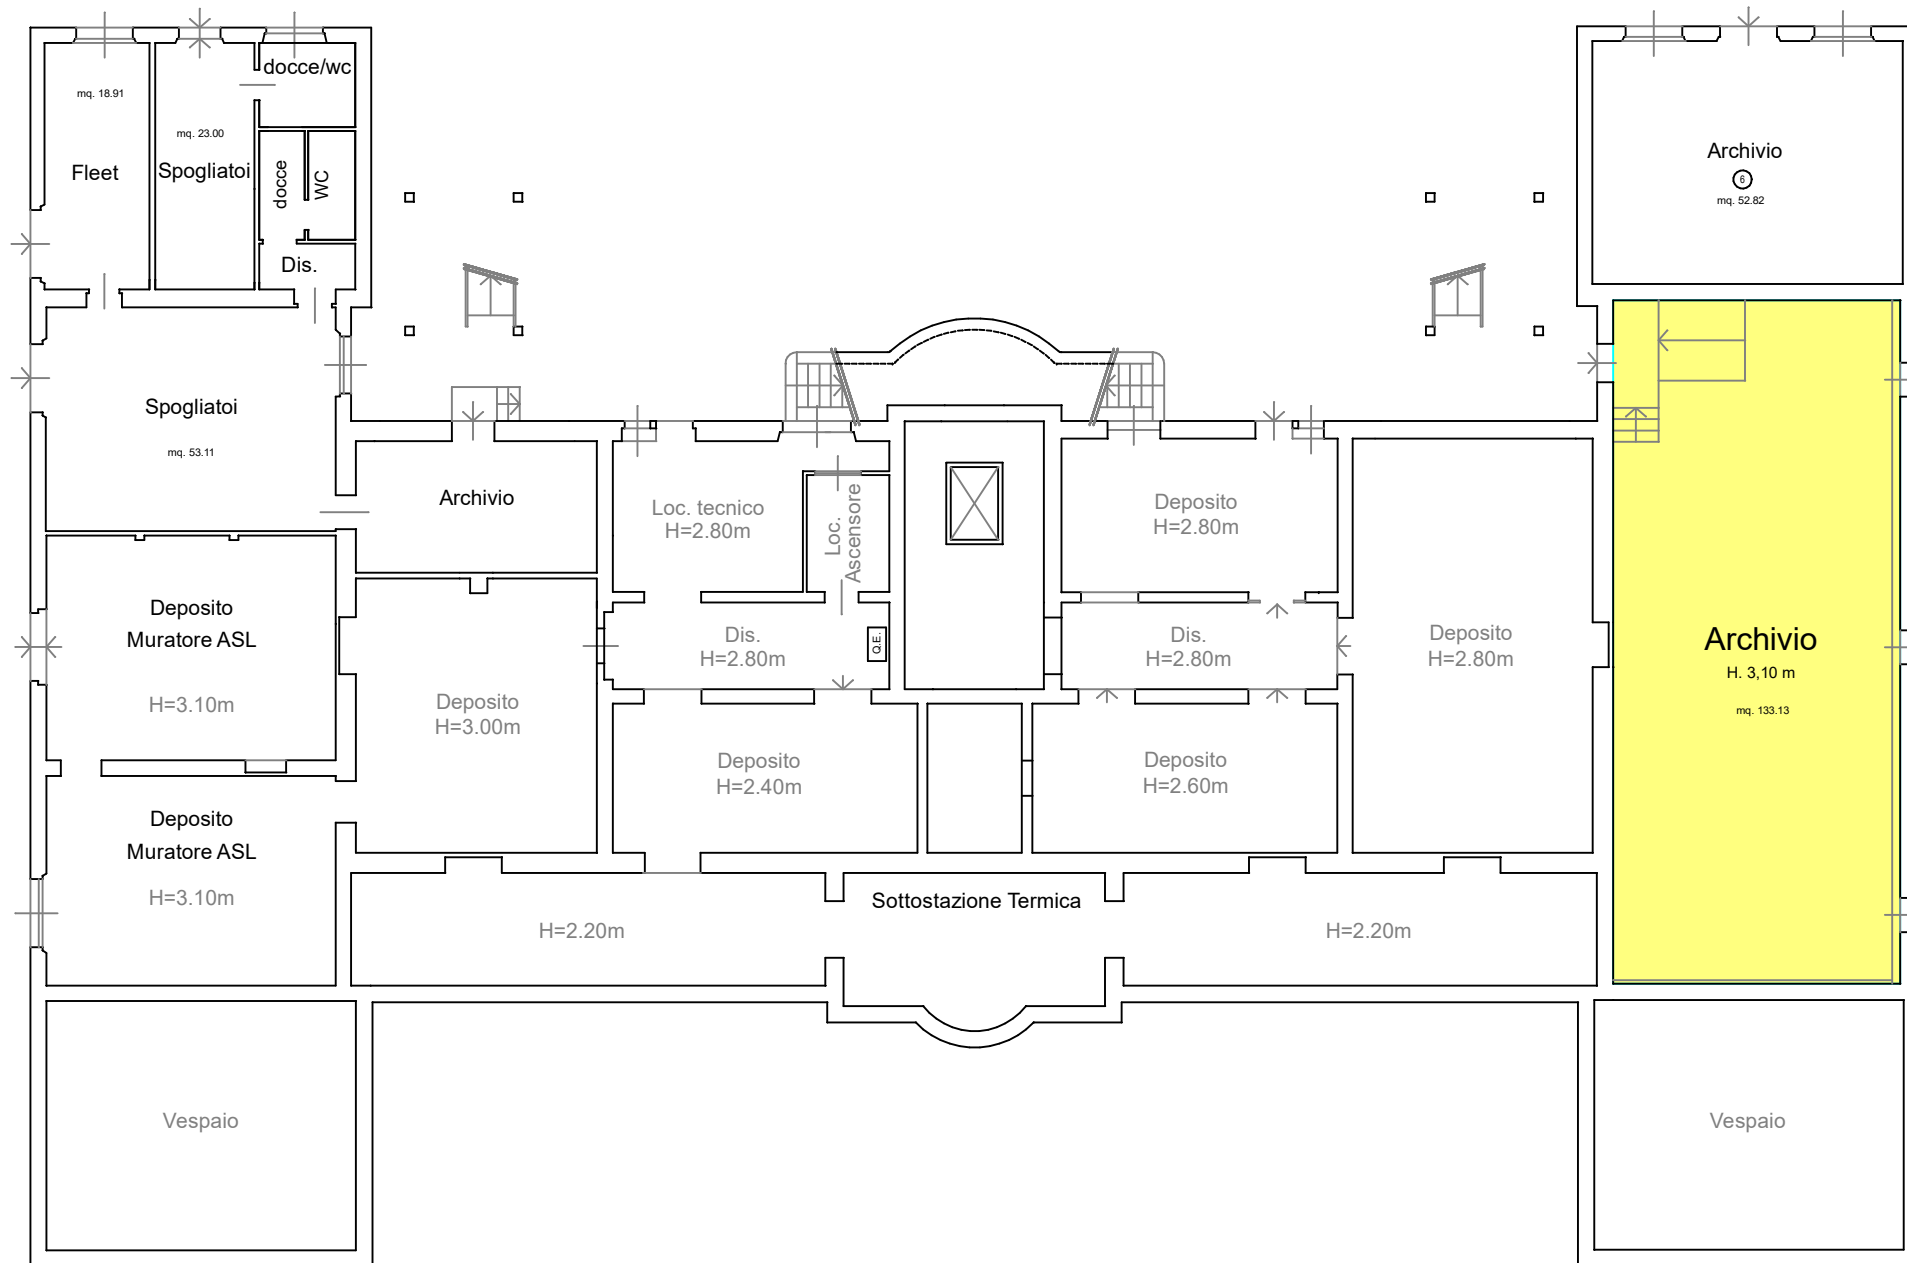 docce/wc
mq. 18.91
mq. 23.00
Fleet
Spogliatoi
docce
WC
Dis.
Archivio
6
mq. 52.82
Spogliatoi
mq. 53.11
Archivio
Loc. tecnico
H=2.80m
Loc.
Ascensore
Deposito
H=2.80m
Deposito
Muratore ASL
H=3.10m
Dis.
H=2.80m
Q.E.
Dis.
H=2.80m
Deposito
H=2.80m
Archivio
H. 3,10 m
mq. 133.13
Deposito
H=3.00m
Deposito
H=2.40m
Deposito
H=2.60m
Deposito
Muratore ASL
H=3.10m
Sottostazione Termica
H=2.20m
H=2.20m
Vespaio
Vespaio